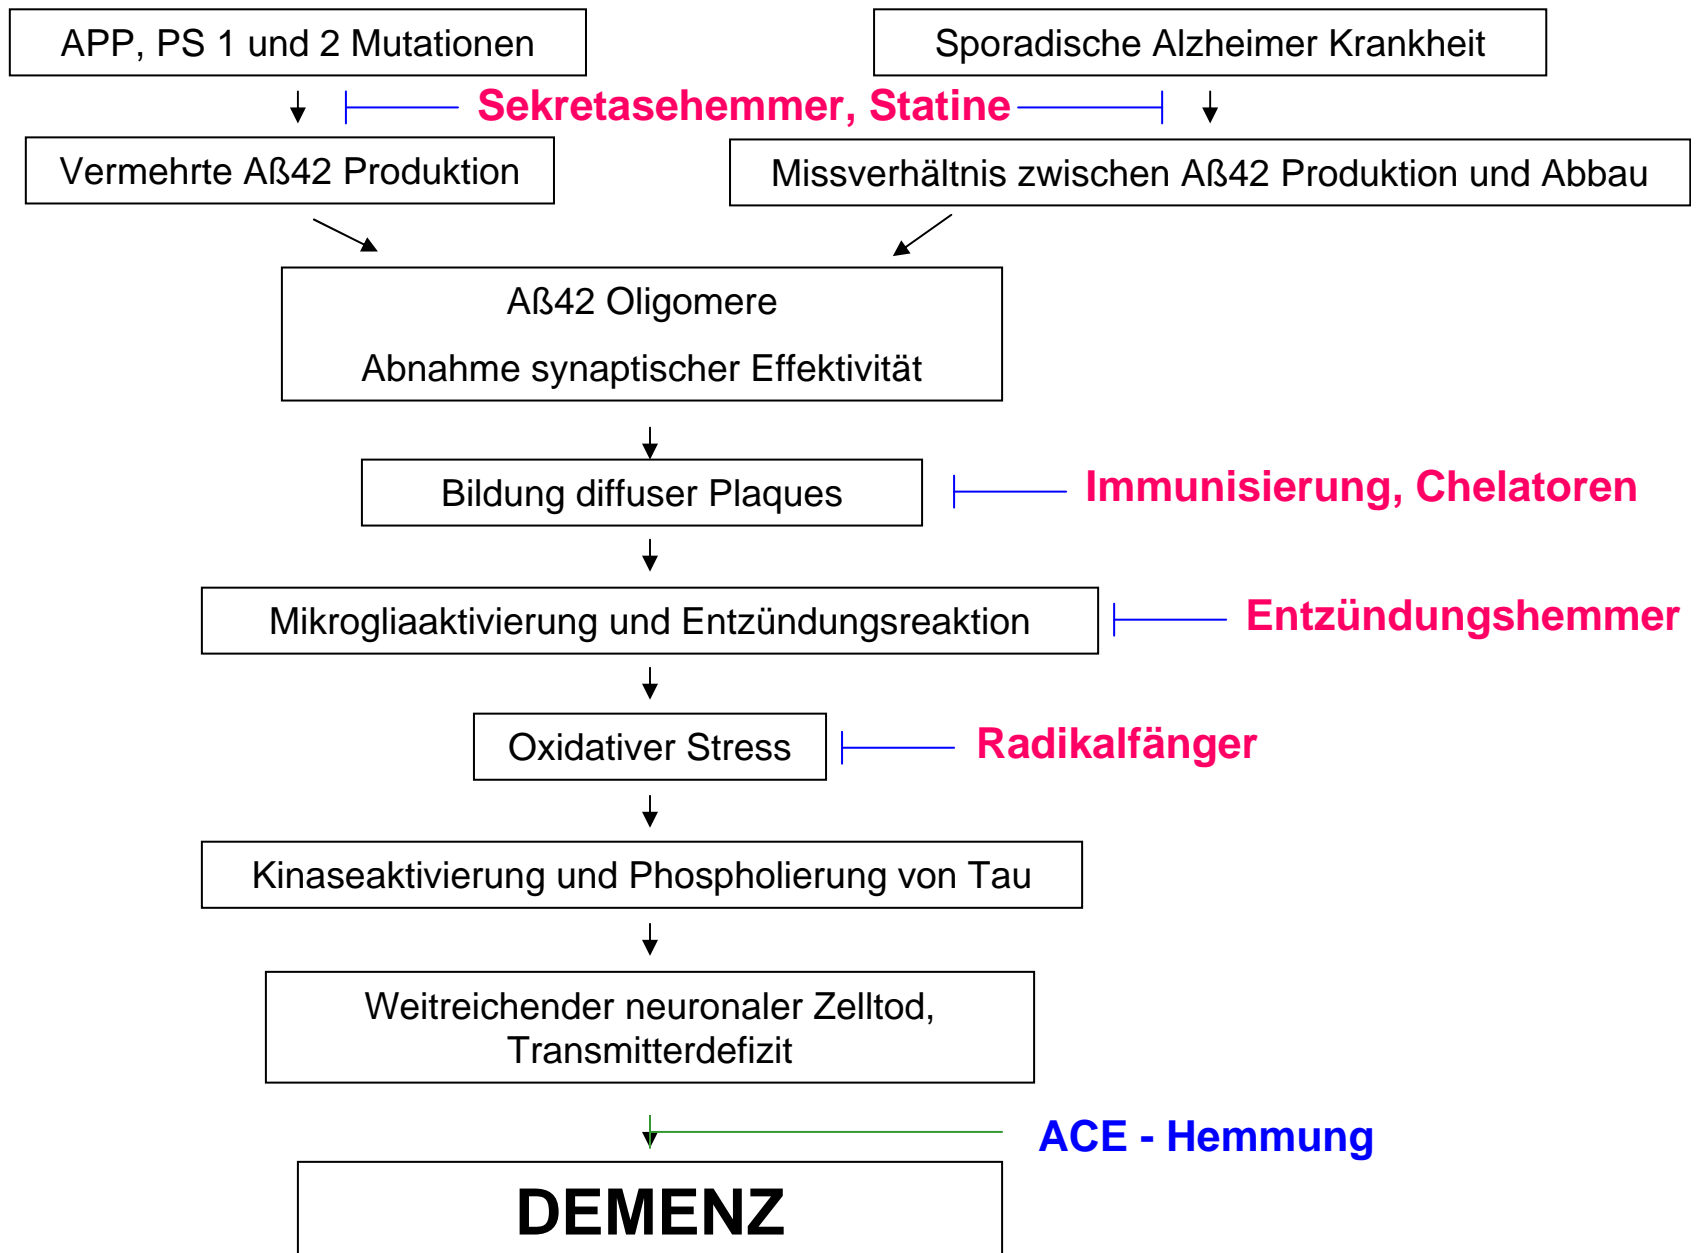 APP, PS 1 und 2 Mutationen
Sporadische Alzheimer Krankheit
Sekretasehemmer, Statine
Vermehrte Aß42 Produktion
Missverhältnis zwischen Aß42 Produktion und Abbau
Aß42 Oligomere
Abnahme synaptischer Effektivität
Bildung diffuser Plaques
Immunisierung, Chelatoren
Mikrogliaaktivierung und Entzündungsreaktion
Entzündungshemmer
Oxidativer Stress
Radikalfänger
Kinaseaktivierung und Phospholierung von Tau
Weitreichender neuronaler Zelltod,
Transmitterdefizit
ACE - Hemmung
DEMENZ